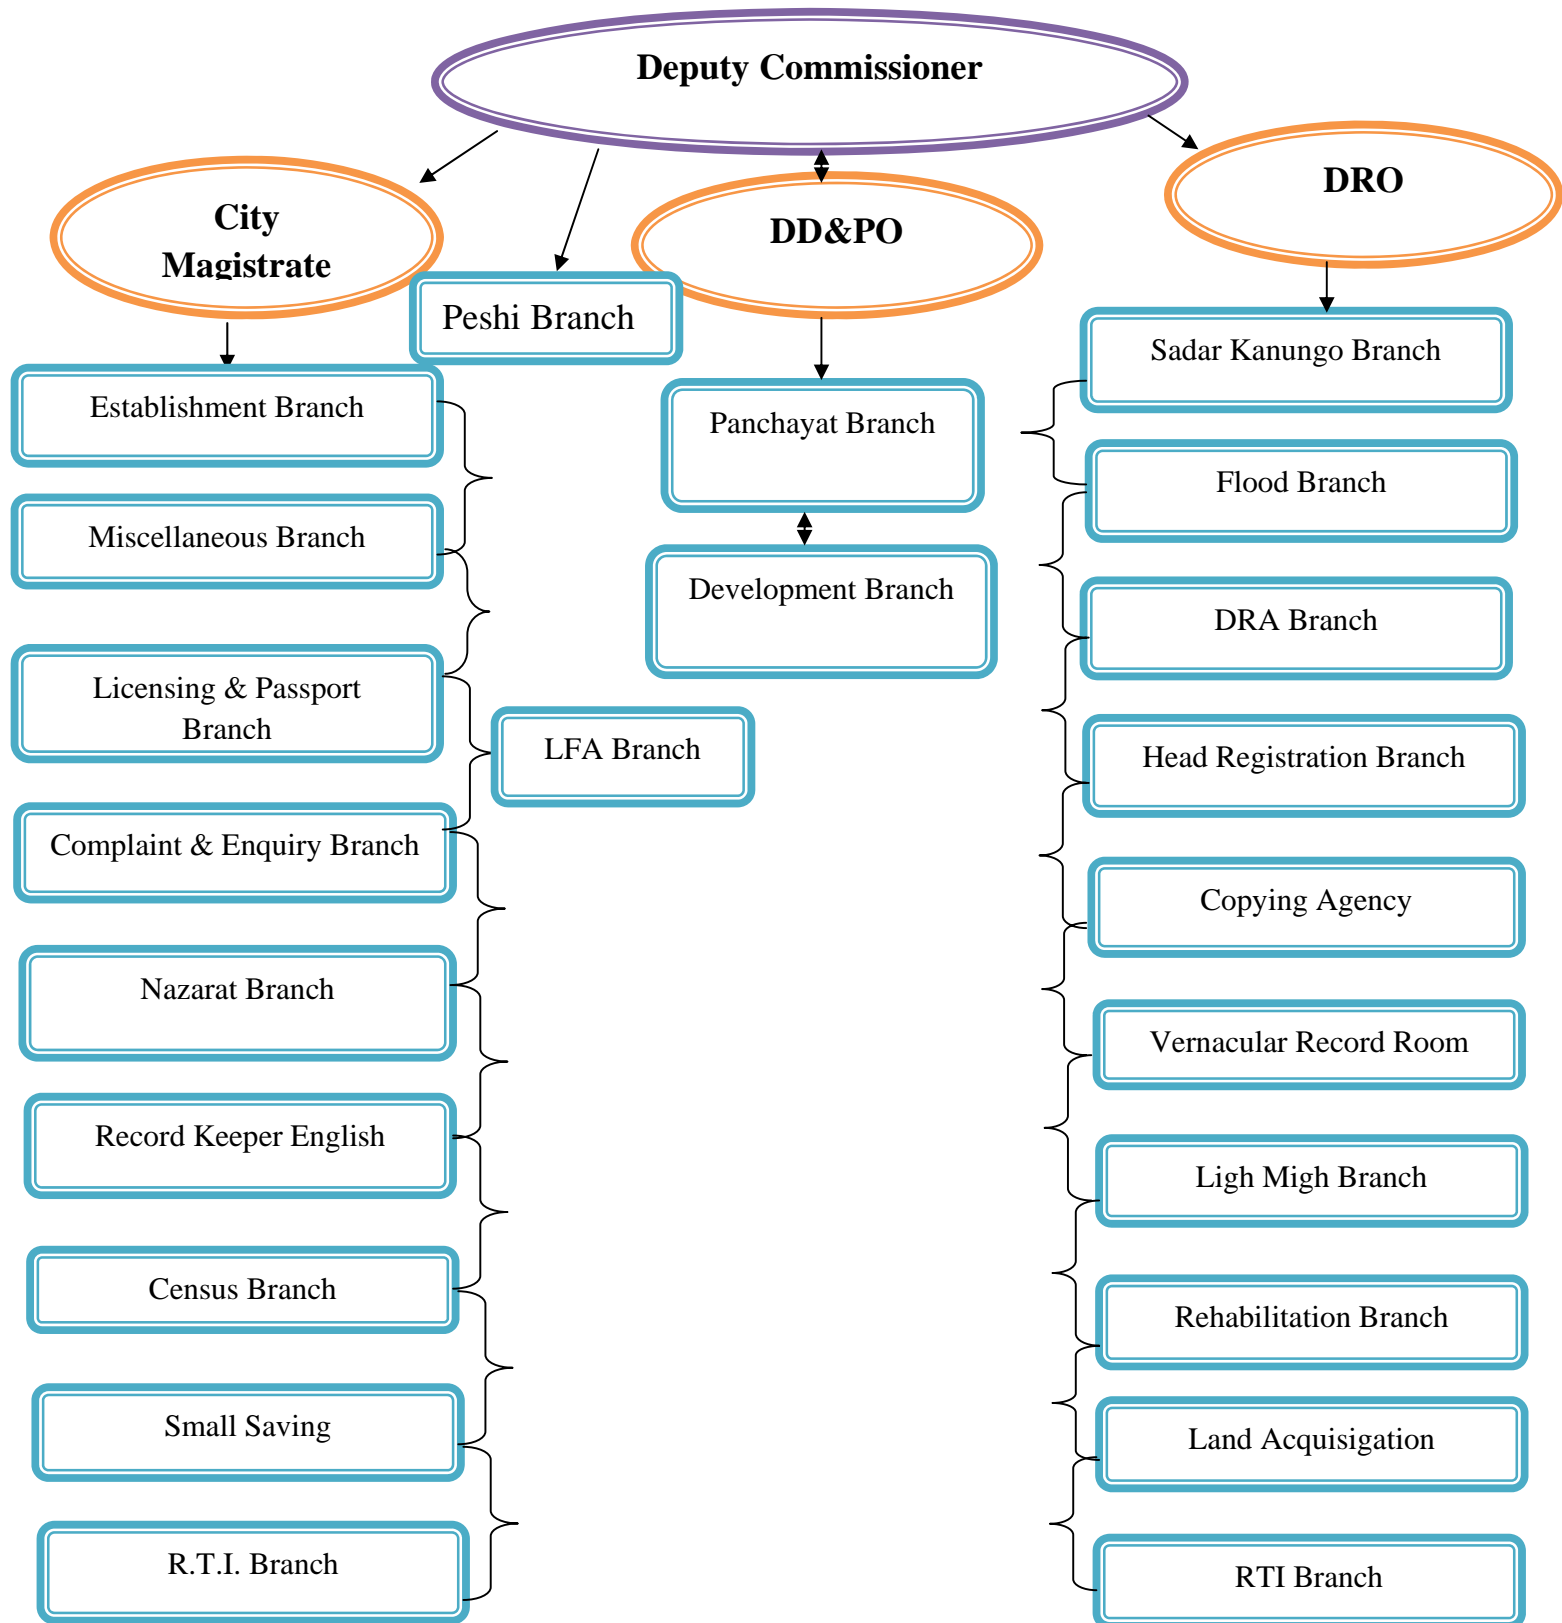 Deputy Commissioner
City
Magistrate
DD&PO
DRO
Peshi Branch
Establishment Branch
Miscellaneous Branch
Licensing & Passport
Branch
LFA Branch
Complaint & Enquiry Branch
Nazarat Branch
Record Keeper English
Census Branch
Small Saving
R.T.I. Branch
Panchayat Branch
Development Branch
Sadar Kanungo Branch
Flood Branch
DRA Branch
Head Registration Branch
Copying Agency
Vernacular Record Room
Ligh Migh Branch
Rehabilitation Branch
Land Acquisigation
RTI Branch